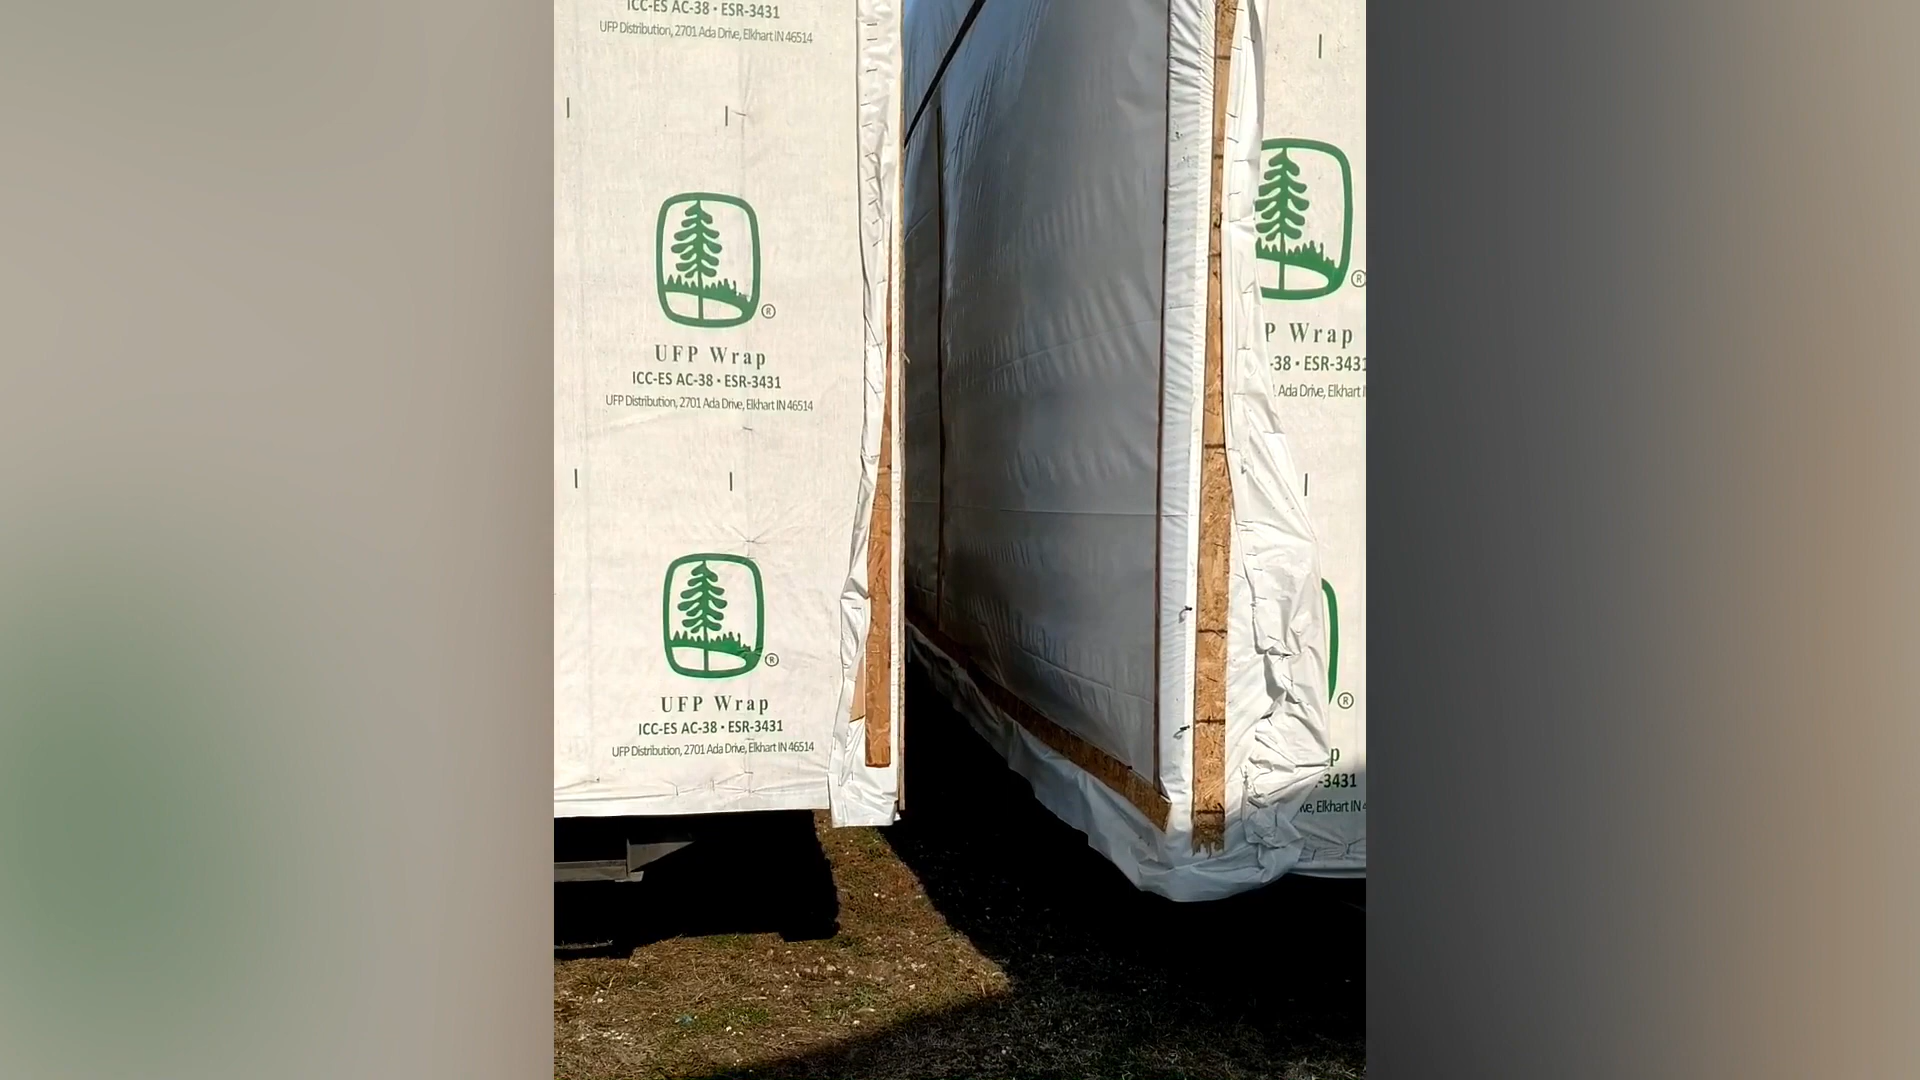 ICC-ES AC-38 • ESR-3431
UFP Distribution, 2701 Ada Drive, Elkhart IN 46514
®
UFP Wrap
ICC-ES AC-38 • ESR-3431
UFP Distribution, 2701 Ada Drive, Elkhart IN 46514
®
UFP Wrap
ICC-ES AC-38 • ESR-3431
UFP Distribution, 2701 Ada Drive, Elkhart IN 46514
®
P Wrap
-38 • ESR-3431
Ada Drive, Elkhart I
®
p
-3431
ve, Elkhart IN